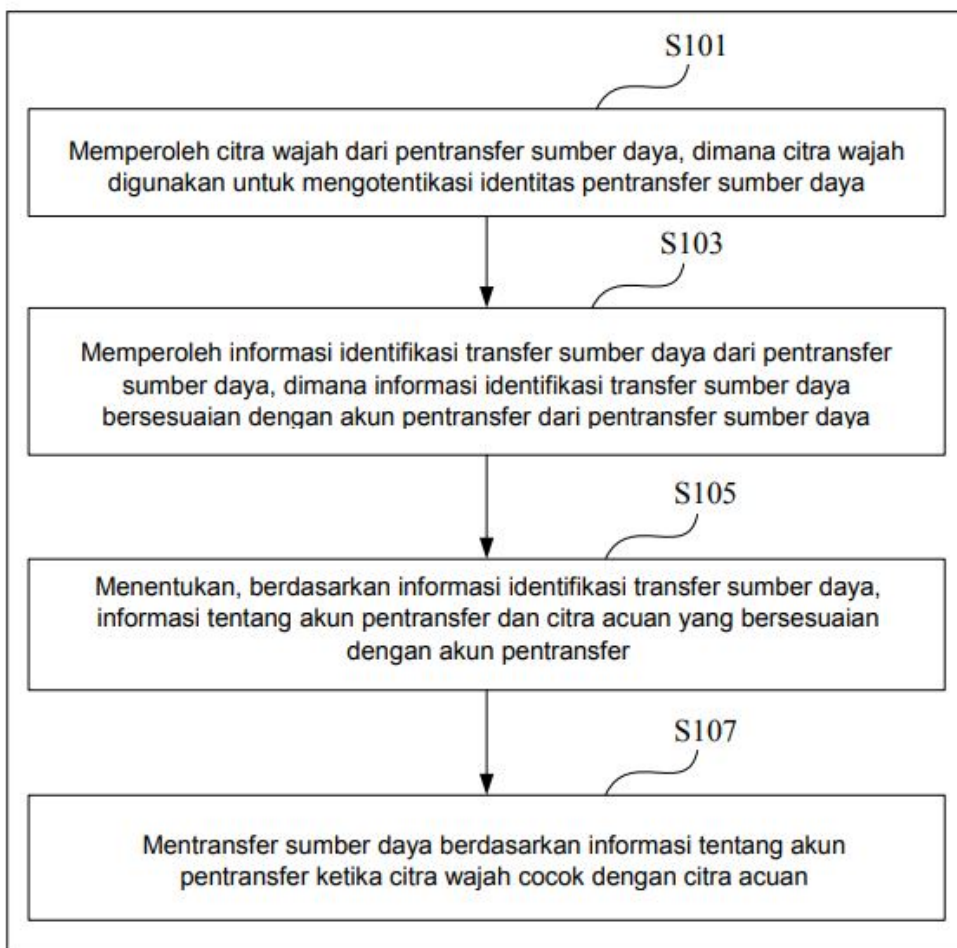 S101
Memperoleh citra wajah dari pentransfer sumber daya, dimana citra wajah
digunakan untuk mengotentikasi identitas pentransfer sumber daya
S103
Memperoleh informasi identifikasi transfer sumber daya dari pentransfer
sumber daya, dimana informasi identifikasi transfer sumber daya
bersesuaian dengan akun pentransfer dari pentransfer sumber daya
S105
Menentukan, berdasarkan informasi identifikasi transfer sumber daya,
informasi tentang akun pentransfer dan citra acuan yang bersesuaian
dengan akun pentransfer
S107
Mentransfer sumber daya berdasarkan informasi tentang akun
pentransfer ketika citra wajah cocok dengan citra acuan